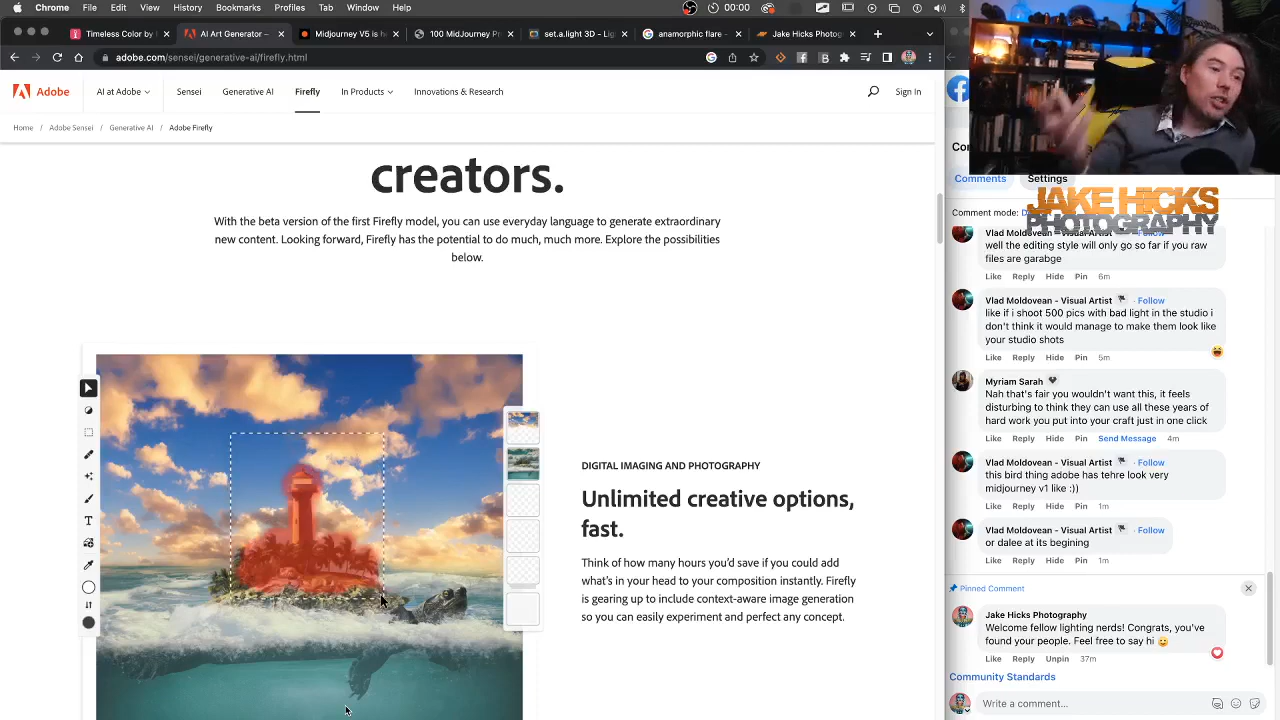 Chrome File Edit View History Bookmarks Profiles Tab Window Help
00:00
Timeless Color by
AI Art Generator –
Midjourney V5 is he
100 MidJourney Pr
set.a.light 3D - Lig
anamorphic flare -
Jake Hicks Photog
adobe.com/sensei/generative-ai/firefly.html
Adobe
AI at Adobe
Sensei
Generative AI
Firefly
In Products
Innovations & Research
Sign In
Home / Adobe Sensei / Generative AI / Adobe Firefly
creators.
With the beta version of the first Firefly model, you can use everyday language to generate extraordinary
new content. Looking forward, Firefly has the potential to do much, much more. Explore the possibilities
below.
DIGITAL IMAGING AND PHOTOGRAPHY
Unlimited creative options,
fast.
Think of how many hours you'd save if you could add
what's in your head to your composition instantly. Firefly
is gearing up to include context-aware image generation
so you can easily experiment and perfect any concept.
Comments
Settings
JAKE HICKS
PHOTOGRAPHY
Comment mode:
Vlad Moldovean - Visual Artist Follow
well the editing style will only go so far if you raw
files are garabge
Like Reply Hide Pin 6m
Vlad Moldovean - Visual Artist · Follow
like if i shoot 500 pics with bad light in the studio i
don't think it would manage to make them look like
your studio shots
Like Reply Hide Pin 5m
Myriam Sarah
Nah that's fair you wouldn't want this, it feels
disturbing to think they can use all these years of
hard work you put into your craft just in one click
Like Reply Hide Pin Send Message 4m
Vlad Moldovean - Visual Artist · Follow
this bird thing adobe has tehre look very
midjourney v1 like :))
Like Reply Hide Pin 1m
Vlad Moldovean - Visual Artist · Follow
or dalee at its begining
Like Reply Hide Pin 1m
Pinned Comment
Jake Hicks Photography
Welcome fellow lighting nerds! Congrats, you've
found your people. Feel free to say hi 😉
Like Reply Unpin 37m
Community Standards
Write a comment...